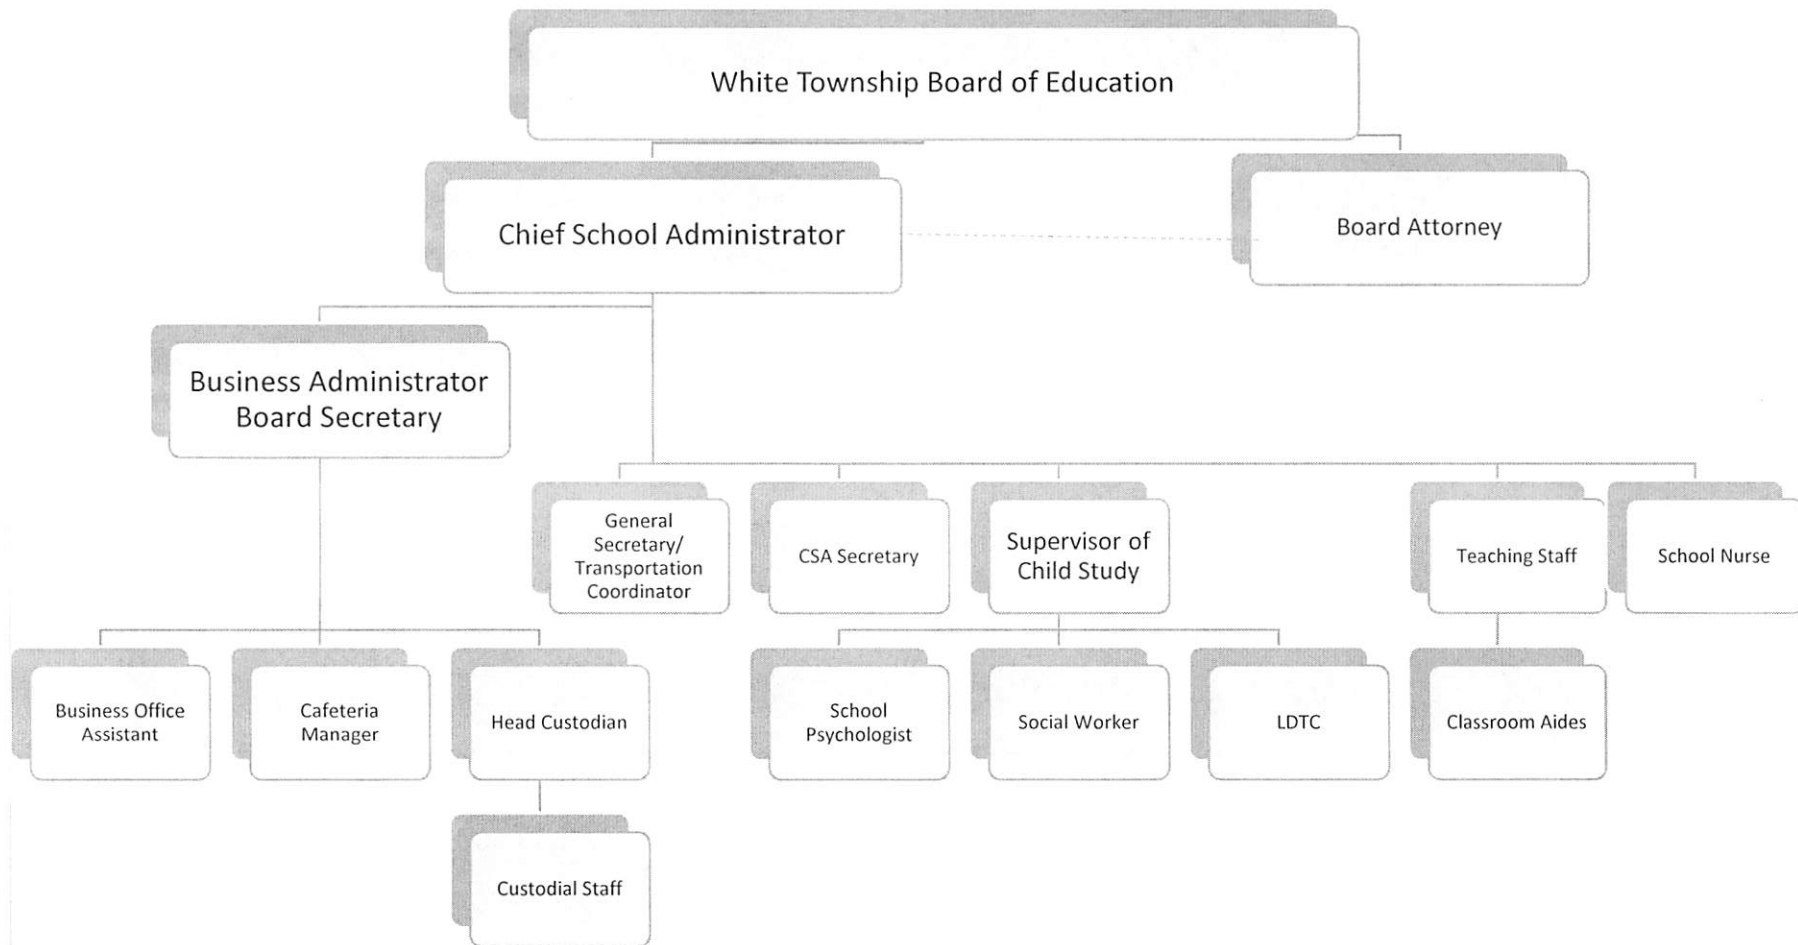 White Township Board of Education
Chief School Administrator
Board Attorney
Business Administrator
Board Secretary
General
Secretary/
Transportation
Coordinator
CSA Secretary
Supervisor of
Child Study
Teaching Staff
School Nurse
Business Office
Assistant
Cafeteria
Manager
Head Custodian
School
Psychologist
Social Worker
LDTC
Classroom Aides
Custodial Staff